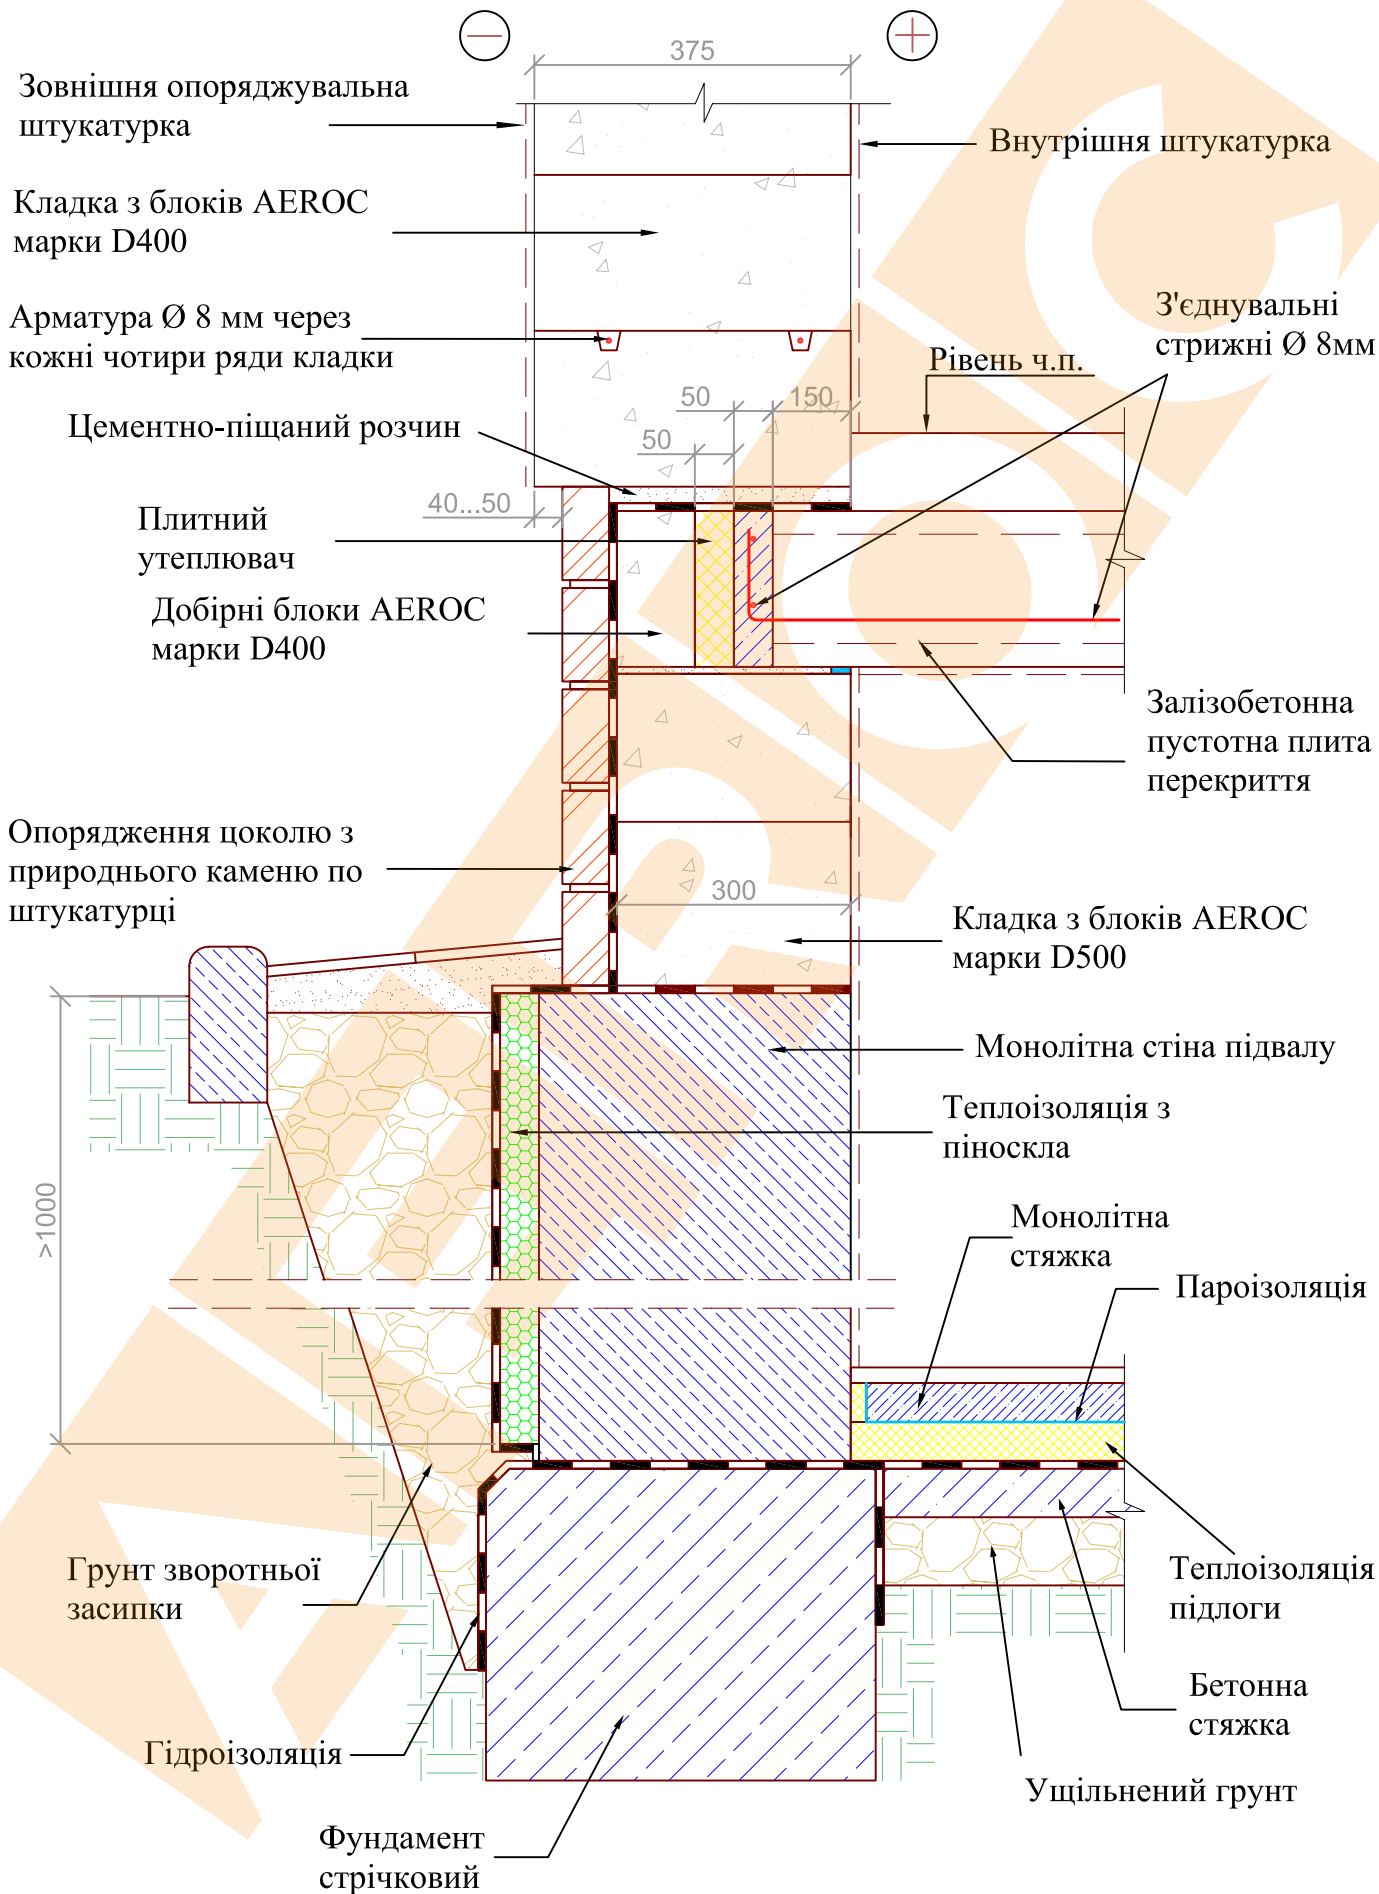 375
Зовнішня опоряджувальна
штукатурка
Внутрішня штукатурка
Кладка з блоків AEROC
марки D400
Арматура Ø 8 мм через
кожні чотири ряди кладки
З'єднувальні
стрижні Ø 8мм
Рівень ч.п.
50
150
Цементно-піщаний розчин
50
40...50
Плитний
утеплювач
Добірні блоки AEROC
марки D400
Залізобетонна
пустотна плита
перекриття
Опорядження цоколю з
природнього каменю по
штукатурці
300
Кладка з блоків AEROC
марки D500
Монолітна стіна підвалу
Теплоізоляція з
піноскла
>1000
Монолітна
стяжка
Пароізоляція
Грунт зворотньої
засипки
Теплоізоляція
підлоги
Бетонна
стяжка
Гідроізоляція
Ущільнений грунт
Фундамент
стрічковий
AEROC